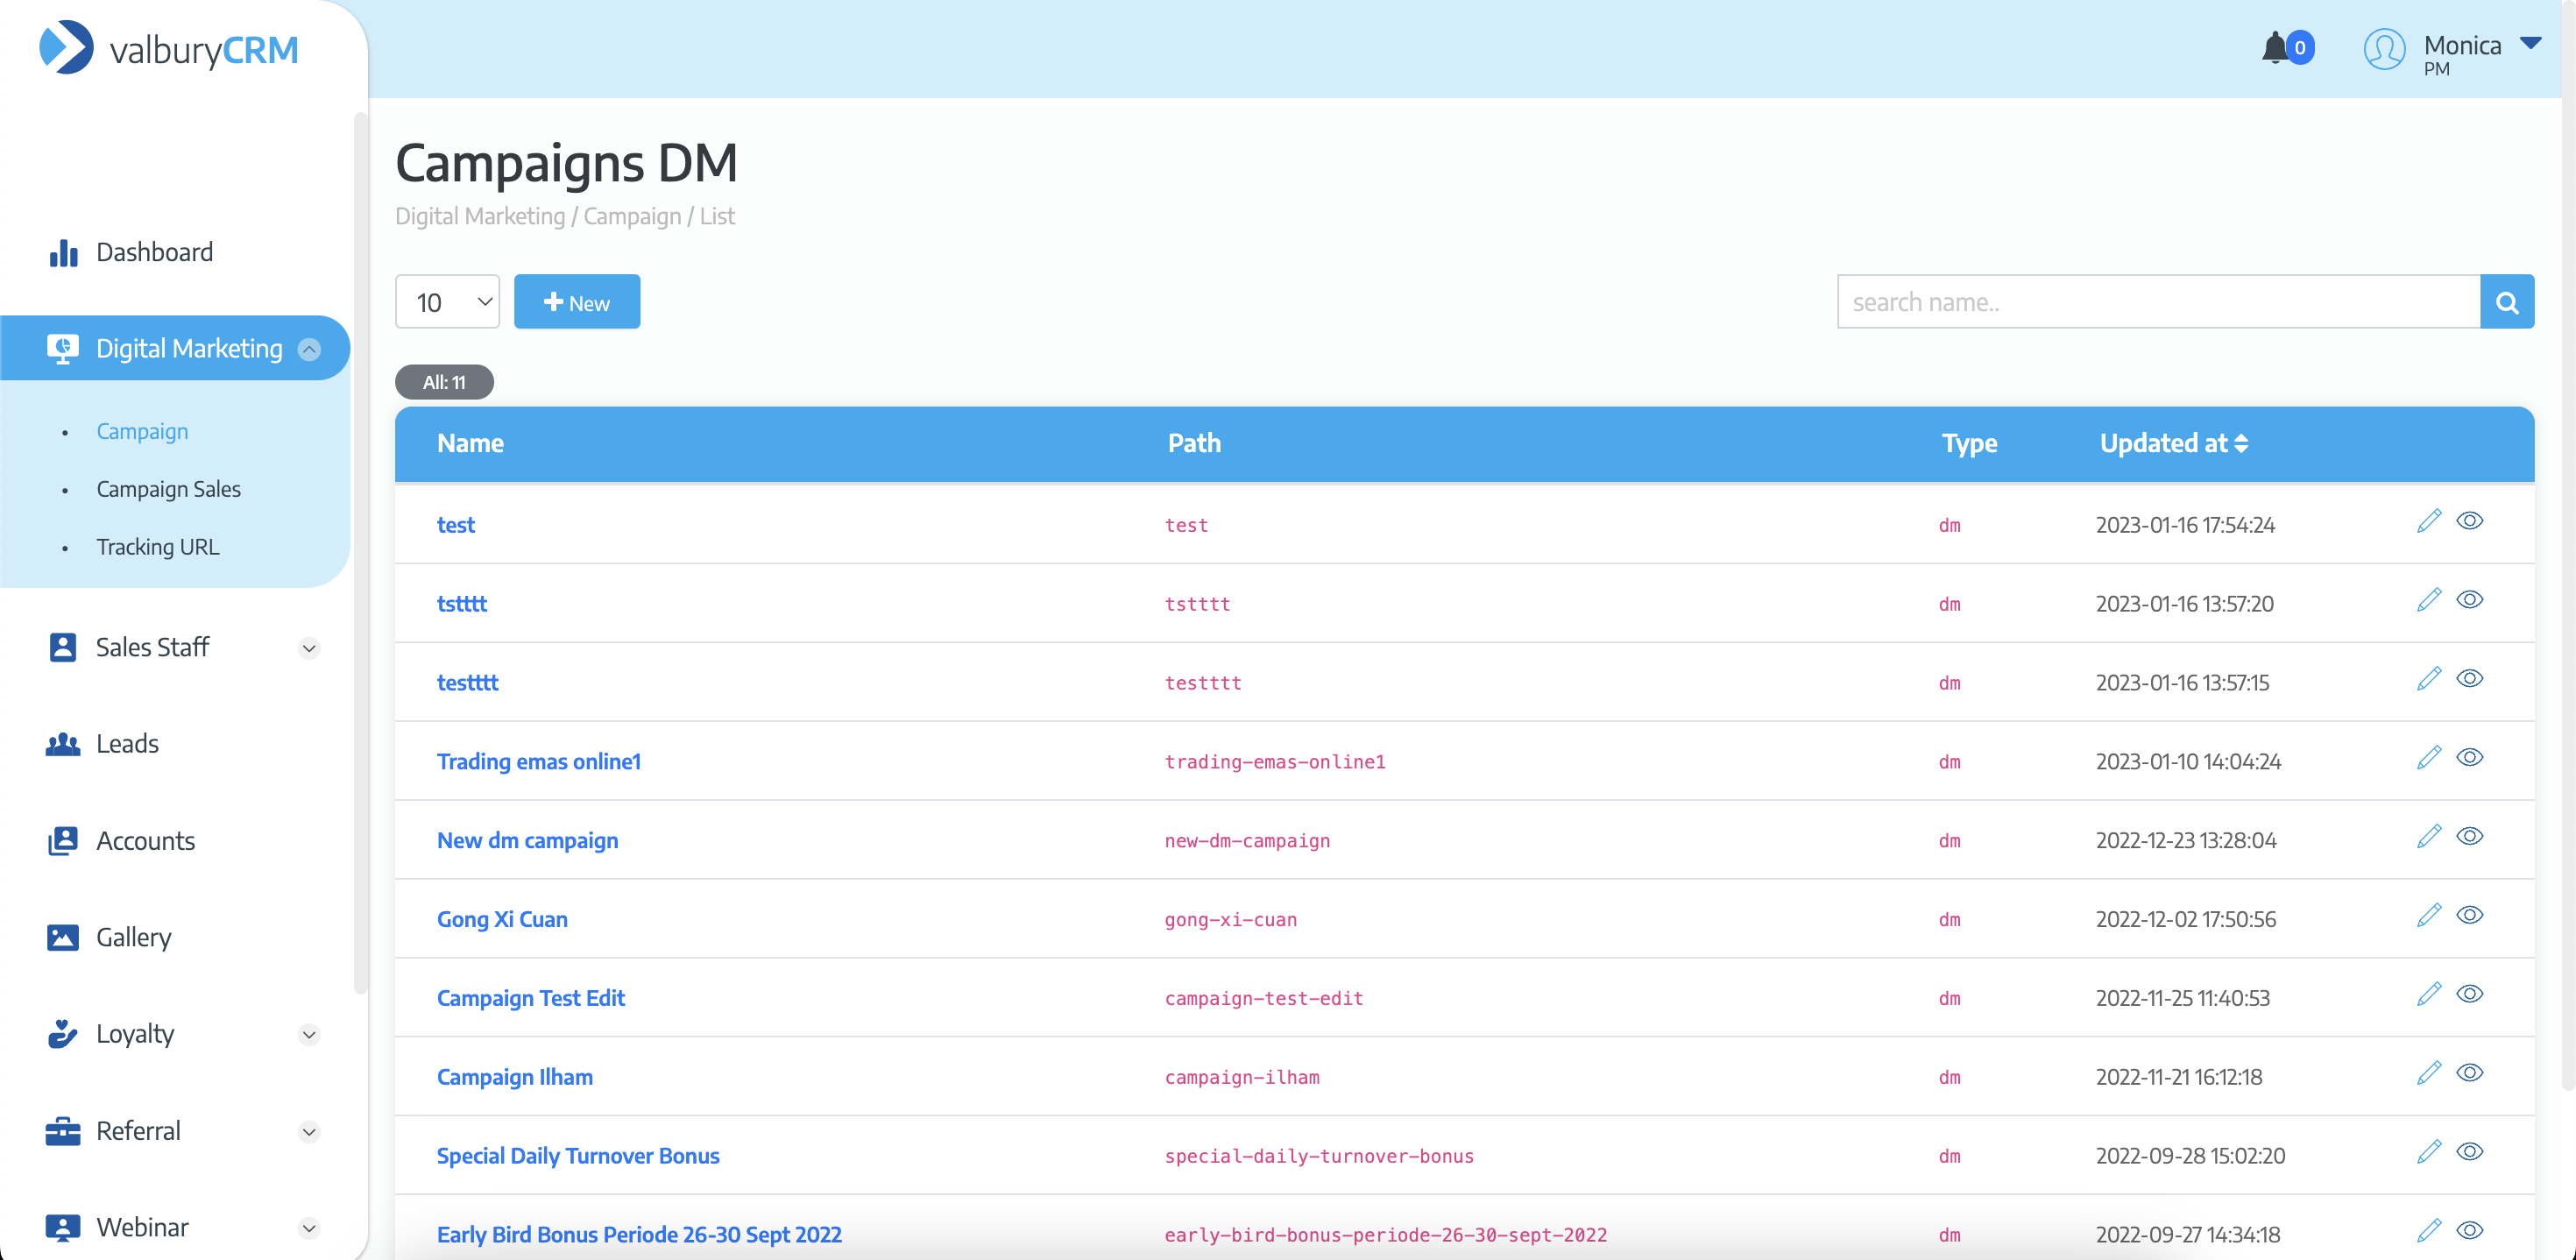 valburyCRM
0
Monica
PM
Campaigns DM
Digital Marketing / Campaign / List
10
New
search name..
All: 11
Dashboard
Digital Marketing
Campaign
Campaign Sales
Tracking URL
Sales Staff
Leads
Accounts
Gallery
Loyalty
Referral
Webinar
Name Path Type Updated at
test test dm 2023-01-16 17:54:24
tstttt tstttt dm 2023-01-16 13:57:20
testttt testttt dm 2023-01-16 13:57:15
Trading emas online1 trading-emas-online1 dm 2023-01-10 14:04:24
New dm campaign new-dm-campaign dm 2022-12-23 13:28:04
Gong Xi Cuan gong-xi-cuan dm 2022-12-02 17:50:56
Campaign Test Edit campaign-test-edit dm 2022-11-25 11:40:53
Campaign Ilham campaign-ilham dm 2022-11-21 16:12:18
Special Daily Turnover Bonus special-daily-turnover-bonus dm 2022-09-28 15:02:20
Early Bird Bonus Periode 26-30 Sept 2022 early-bird-bonus-periode-26-30-sept-2022 dm 2022-09-27 14:34:18